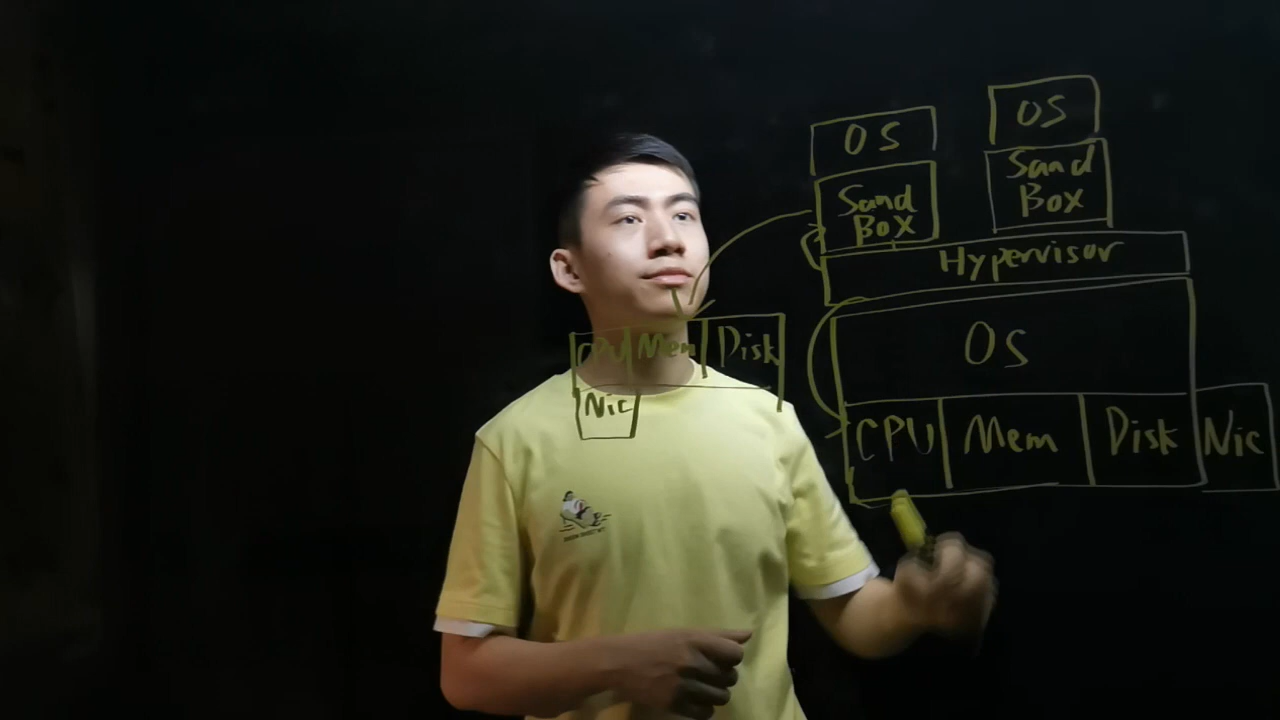 OS
OS
Sand
Box
Sand
Box
Hypervisor
OS
CPU Mem Disk Nic
CPU Mem Disk
Nic